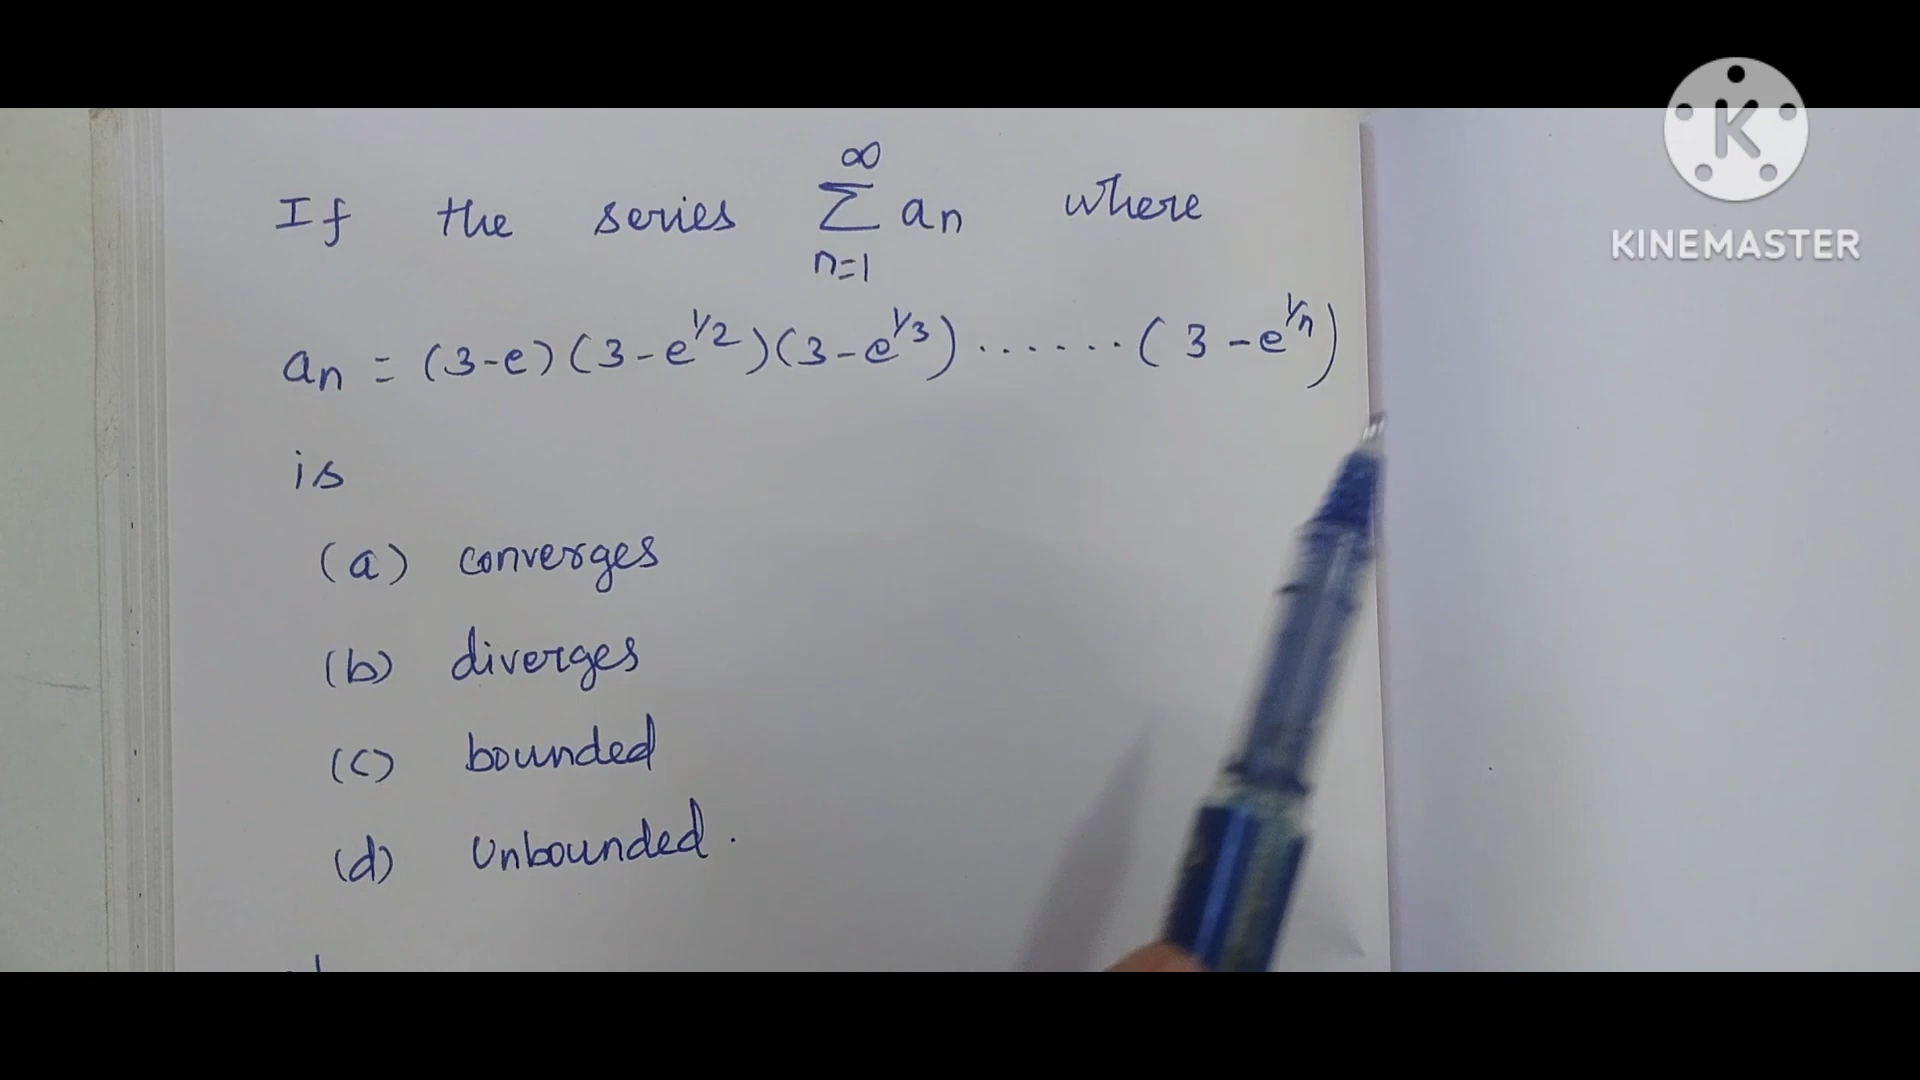 If the series ∞∑n=1 an where
an = (3-e)(3-e^1/2)(3-e^1/3) ...... (3-e^1/n)
is
(a) converges
(b) diverges
(c) bounded
(d) Unbounded.
K
KINEMASTER